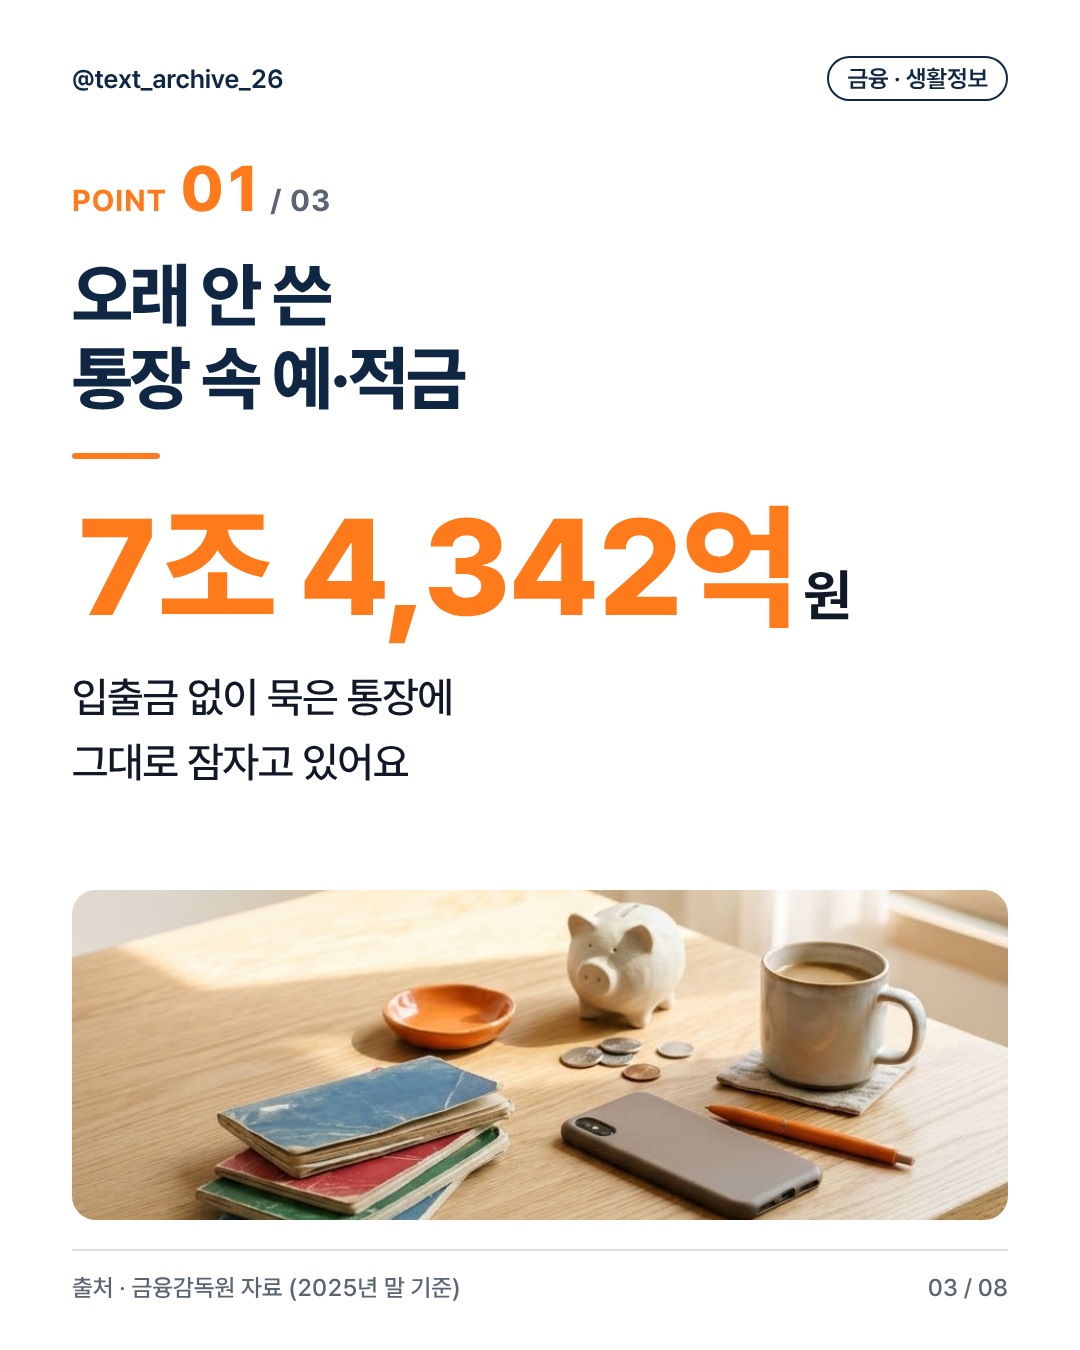 @text_archive_26
금융 · 생활정보
POINT 01 / 03
오래 안 쓴
통장 속 예·적금
7조 4,342억원
입출금 없이 묵은 통장에
그대로 잠자고 있어요
출처 · 금융감독원 자료 (2025년 말 기준)
03 / 08